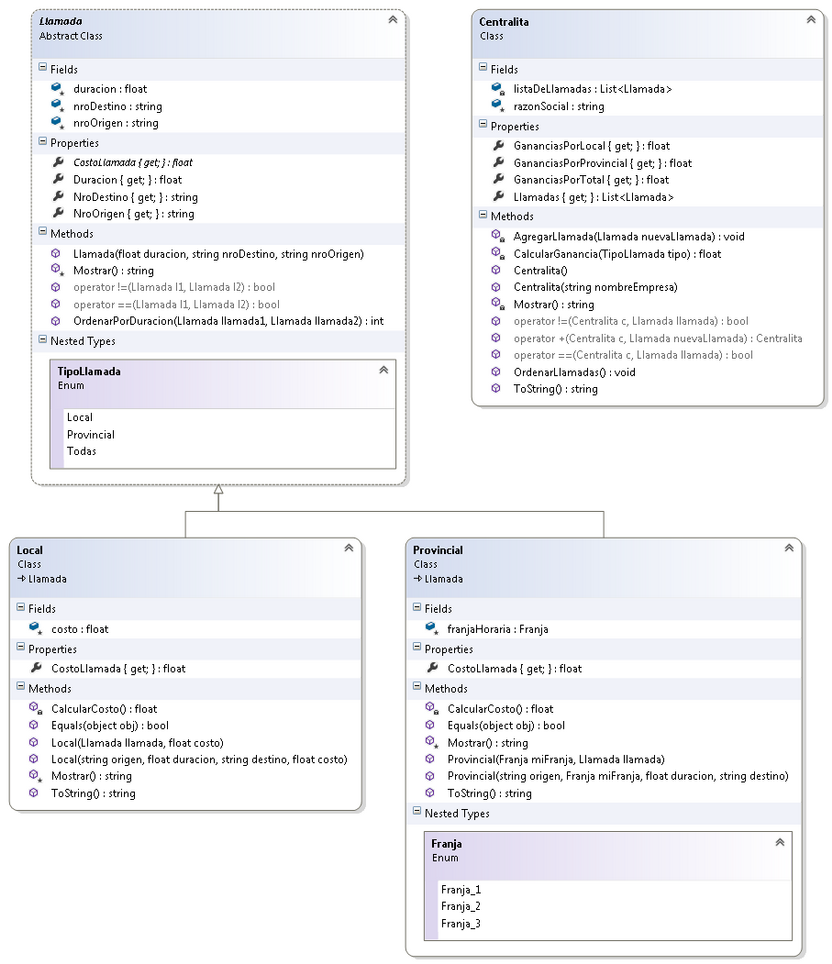 Llamada
Abstract Class
Fields
duracion : float
nroDestino : string
nroOrigen : string
Properties
CostoLlamada { get; } : float
Duracion { get; } : float
NroDestino { get; } : string
NroOrigen { get; } : string
Methods
Llamada(float duracion, string nroDestino, string nroOrigen)
Mostrar() : string
operator !=(Llamada l1, Llamada l2) : bool
operator ==(Llamada l1, Llamada l2) : bool
OrdenarPorDuracion(Llamada llamada1, Llamada llamada2) : int
Nested Types
TipoLlamada
Enum
Local
Provincial
Todas
Centralita
Class
Fields
listaDeLlamadas : List<Llamada>
razonSocial : string
Properties
GananciasPorLocal { get; } : float
GananciasPorProvincial { get; } : float
GananciasPorTotal { get; } : float
Llamadas { get; } : List<Llamada>
Methods
AgregarLlamada(Llamada nuevaLlamada) : void
CalcularGanancia(TipoLlamada tipo) : float
Centralita()
Centralita(string nombreEmpresa)
Mostrar() : string
operator !=(Centralita c, Llamada llamada) : bool
operator +(Centralita c, Llamada nuevaLlamada) : Centralita
operator ==(Centralita c, Llamada llamada) : bool
OrdenarLlamadas() : void
ToString() : string
Local
Class
Llamada
Fields
costo : float
Properties
CostoLlamada { get; } : float
Methods
CalcularCosto() : float
Equals(object obj) : bool
Local(Llamada llamada, float costo)
Local(string origen, float duracion, string destino, float costo)
Mostrar() : string
ToString() : string
Provincial
Class
Llamada
Fields
franjaHoraria : Franja
Properties
CostoLlamada { get; } : float
Methods
CalcularCosto() : float
Equals(object obj) : bool
Mostrar() : string
Provincial(Franja miFranja, Llamada llamada)
Provincial(string origen, Franja miFranja, float duracion, string destino)
ToString() : string
Nested Types
Franja
Enum
Franja_1
Franja_2
Franja_3